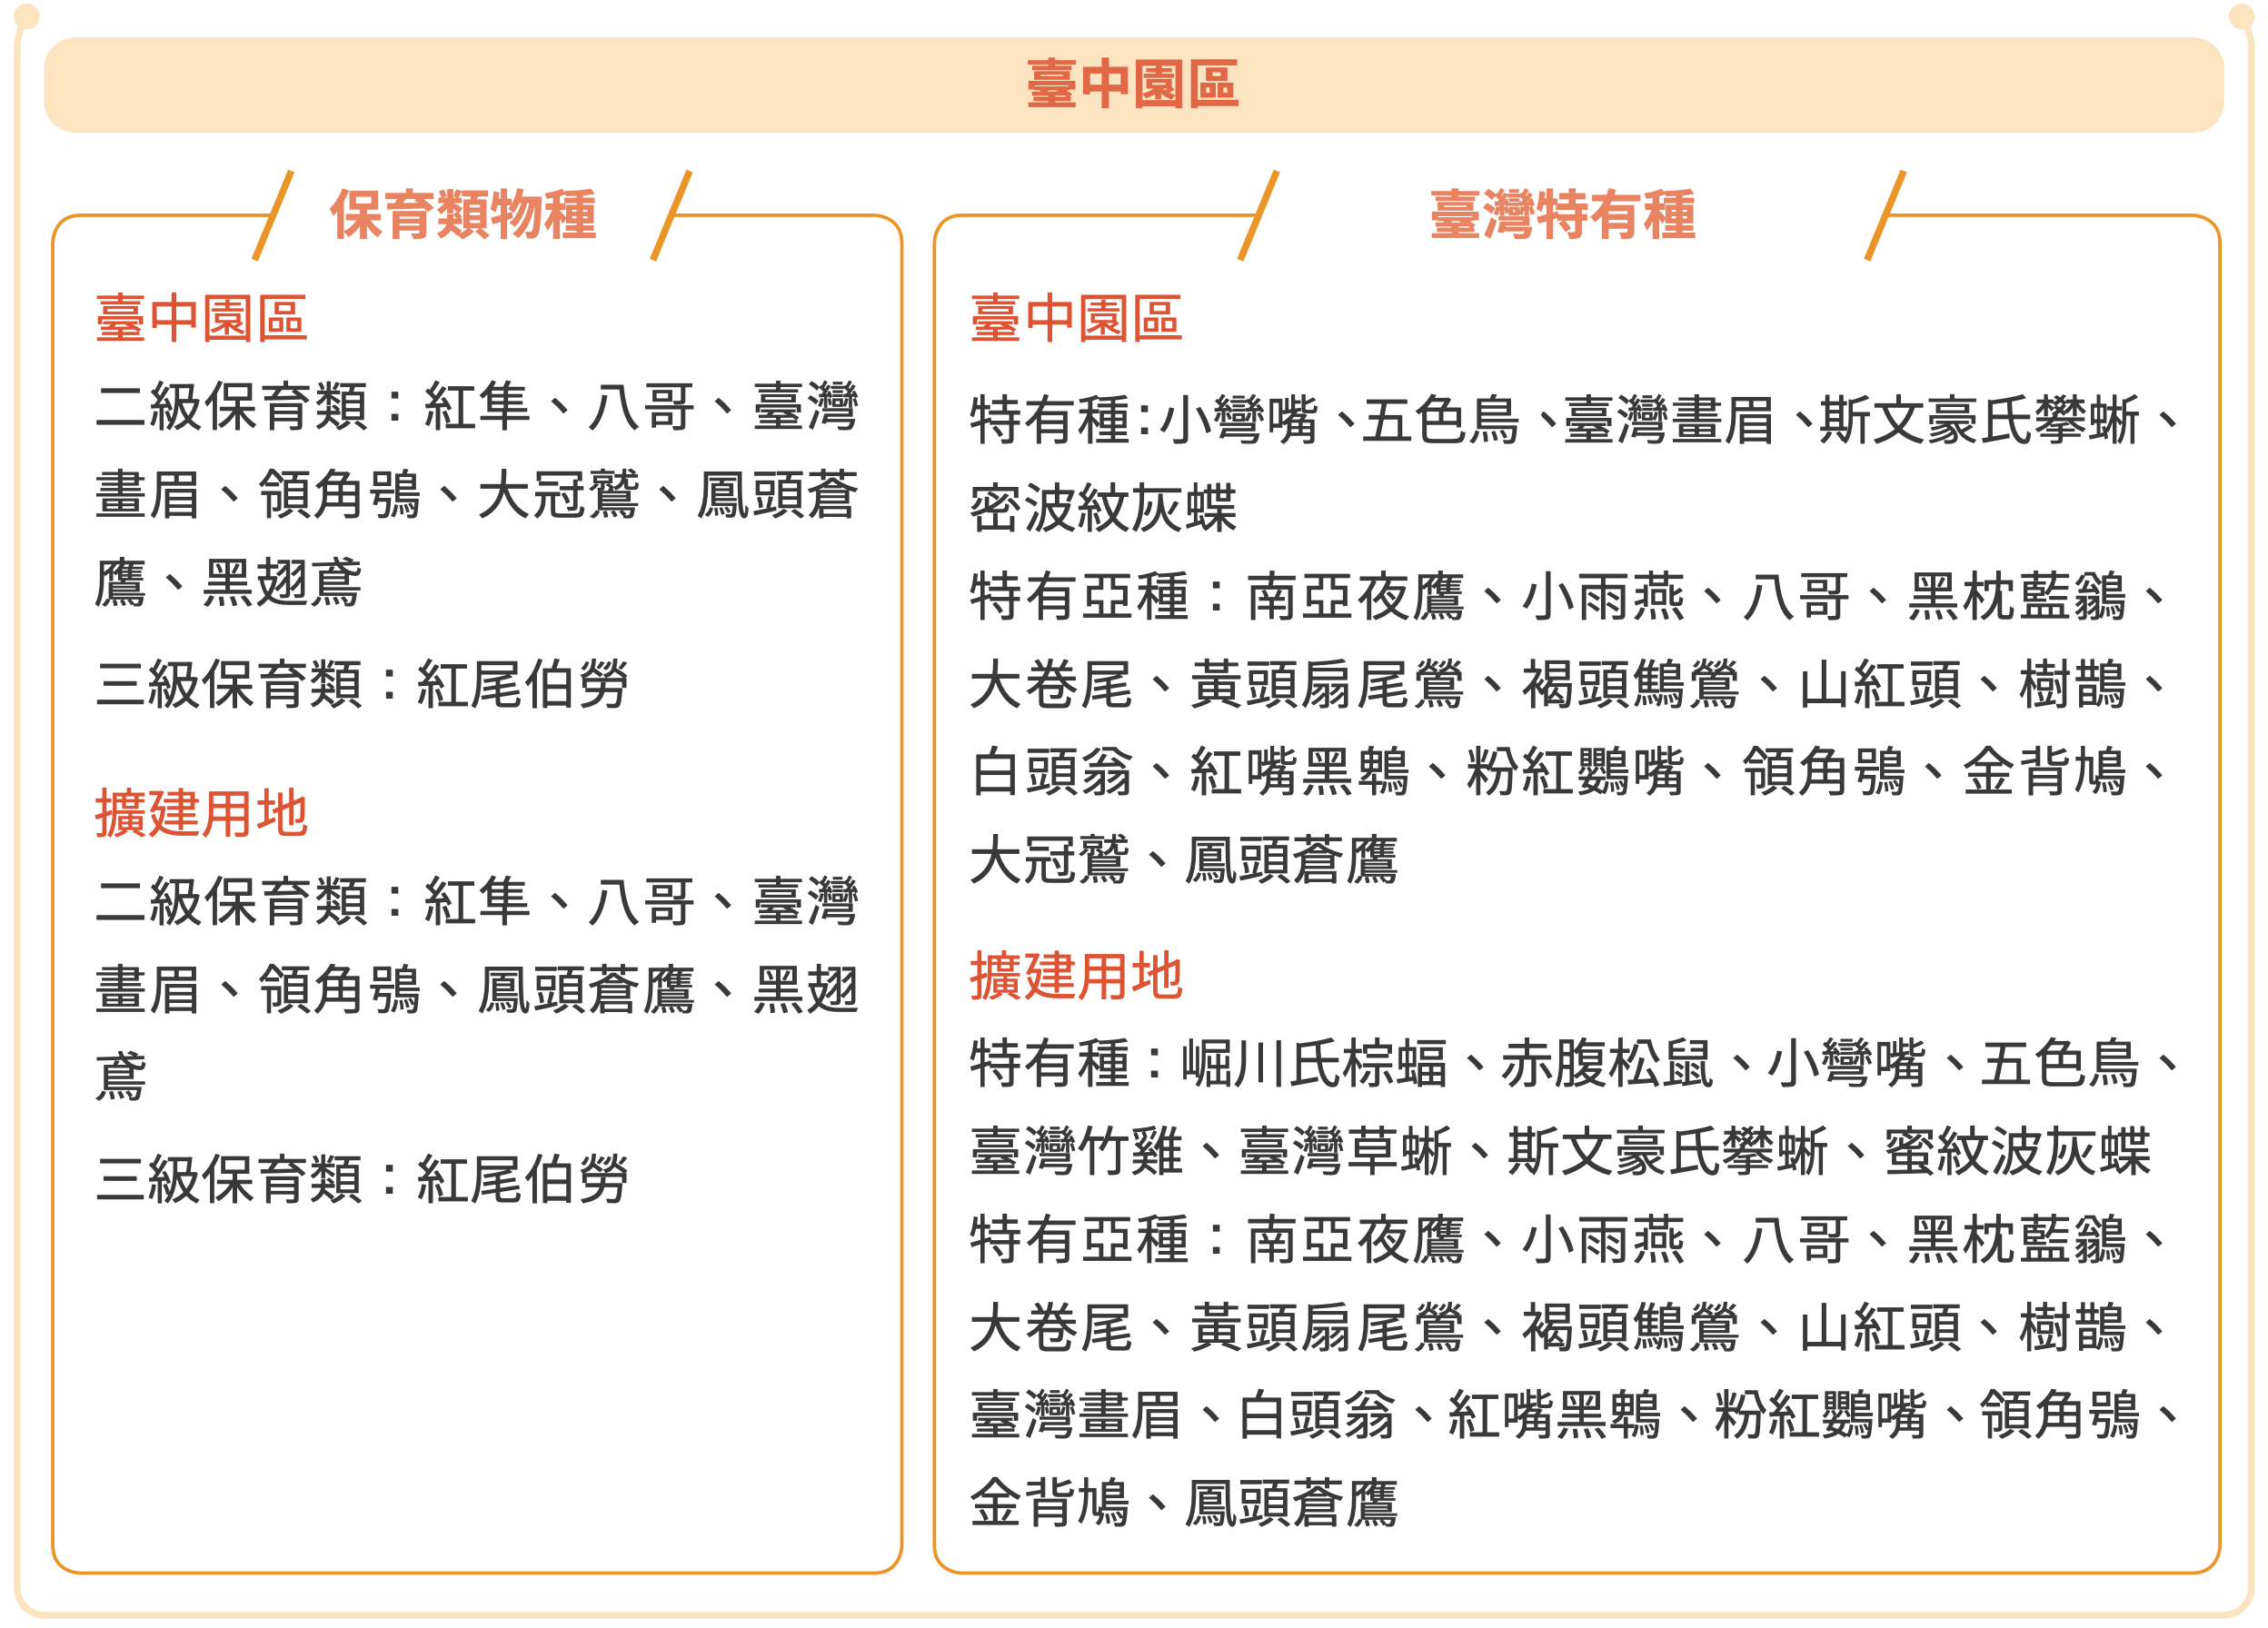 臺中園區
保育類物種
臺中園區
二級保育類：紅隼、八哥、臺灣
畫眉、領角鴞、大冠鷲、鳳頭蒼
鷹、黑翅鳶
三級保育類：紅尾伯勞
擴建用地
二級保育類：紅隼、八哥、臺灣
畫眉、領角鴞、鳳頭蒼鷹、黑翅
鳶
三級保育類：紅尾伯勞
臺灣特有種
臺中園區
特有種:小彎嘴、五色鳥、臺灣畫眉、斯文豪氏攀蜥、
密波紋灰蝶
特有亞種：南亞夜鷹、小雨燕、八哥、黑枕藍鶲、
大卷尾、黃頭扇尾鶯、褐頭鷦鶯、山紅頭、樹鵲、
白頭翁、紅嘴黑鵯、粉紅鸚嘴、領角鴞、金背鳩、
大冠鷲、鳳頭蒼鷹
擴建用地
特有種：崛川氏棕蝠、赤腹松鼠、小彎嘴、五色鳥、
臺灣竹雞、臺灣草蜥、斯文豪氏攀蜥、蜜紋波灰蝶
特有亞種：南亞夜鷹、小雨燕、八哥、黑枕藍鶲、
大卷尾、黃頭扇尾鶯、褐頭鷦鶯、山紅頭、樹鵲、
臺灣畫眉、白頭翁、紅嘴黑鵯、粉紅鸚嘴、領角鴞、
金背鳩、鳳頭蒼鷹